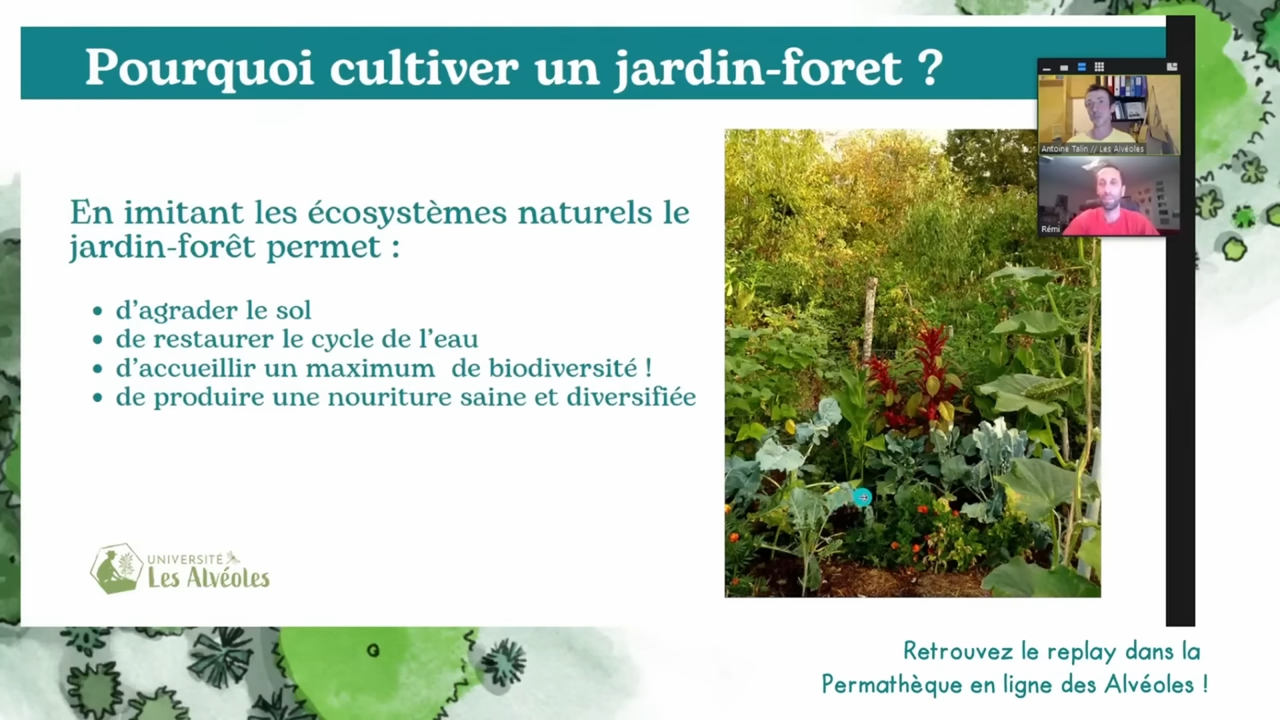 Pourquoi cultiver un jardin-foret ?
En imitant les écosystèmes naturels le
jardin-forêt permet :
• d'agrader le sol
• de restaurer le cycle de l'eau
• d'accueillir un maximum de biodiversité !
• de produire une nouriture saine et diversifiée
Antoine Talin // Les Alvéoles
Rémi
UNIVERSITÉ
Les Alvéoles
Retrouvez le replay dans la
Permathèque en ligne des Alvéoles !